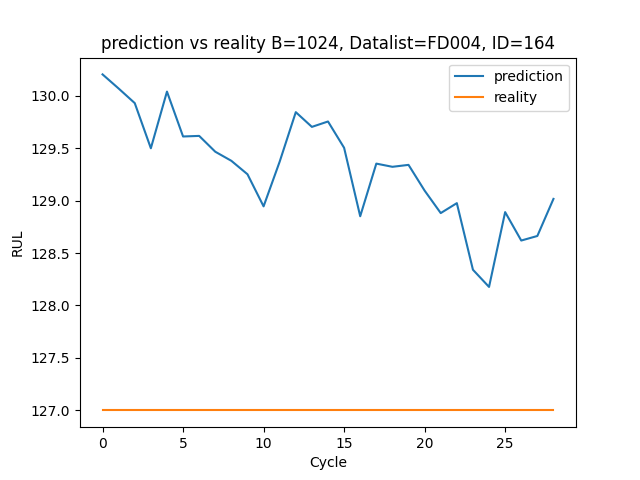 prediction vs reality B=1024, Datalist=FD004, ID=164
prediction
reality
RUL
130.0
129.5
129.0
128.5
128.0
127.5
127.0
0 5 10 15 20 25
Cycle